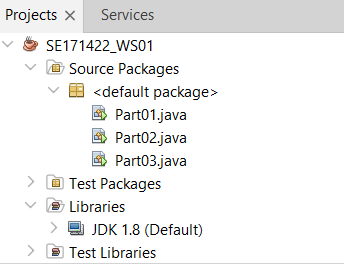 Projects × Services
SE171422_WS01
Source Packages
<default package>
Part01.java
Part02.java
Part03.java
Test Packages
Libraries
JDK 1.8 (Default)
Test Libraries